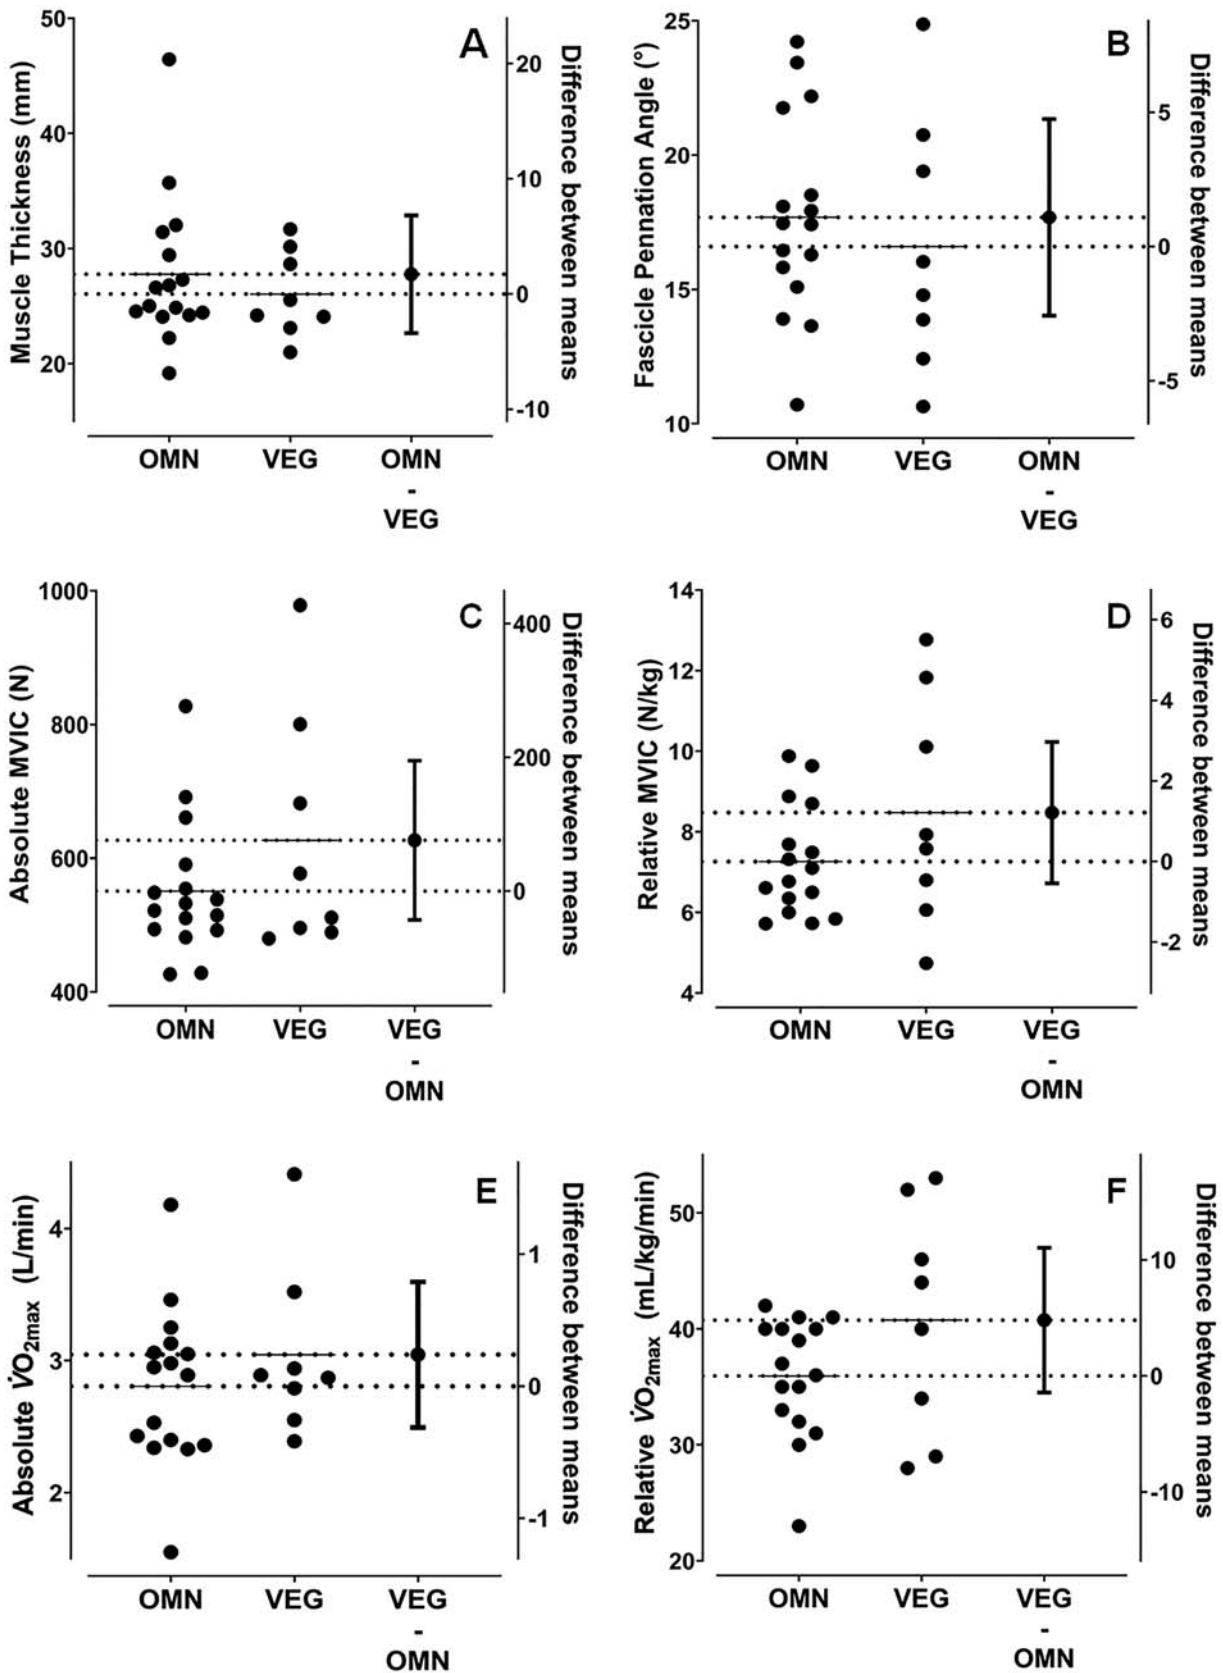 A
Muscle Thickness (mm)
50
40
30
20
20
10
0
-10
Difference between means
OMN
VEG
OMN
-
VEG
B
Fascicle Pennation Angle (°)
25
20
15
10
5
0
-5
Difference between means
OMN
VEG
OMN
-
VEG
C
Absolute MVIC (N)
1000
800
600
400
400
200
0
Difference between means
OMN
VEG
VEG
-
OMN
D
Relative MVIC (N/kg)
14
12
10
8
6
4
6
4
2
0
-2
Difference between means
OMN
VEG
VEG
-
OMN
E
Absolute V̇O2max (L/min)
4
3
2
1
0
-1
Difference between means
OMN
VEG
VEG
-
OMN
F
Relative V̇O2max (mL/kg/min)
50
40
30
20
10
0
-10
Difference between means
OMN
VEG
VEG
-
OMN